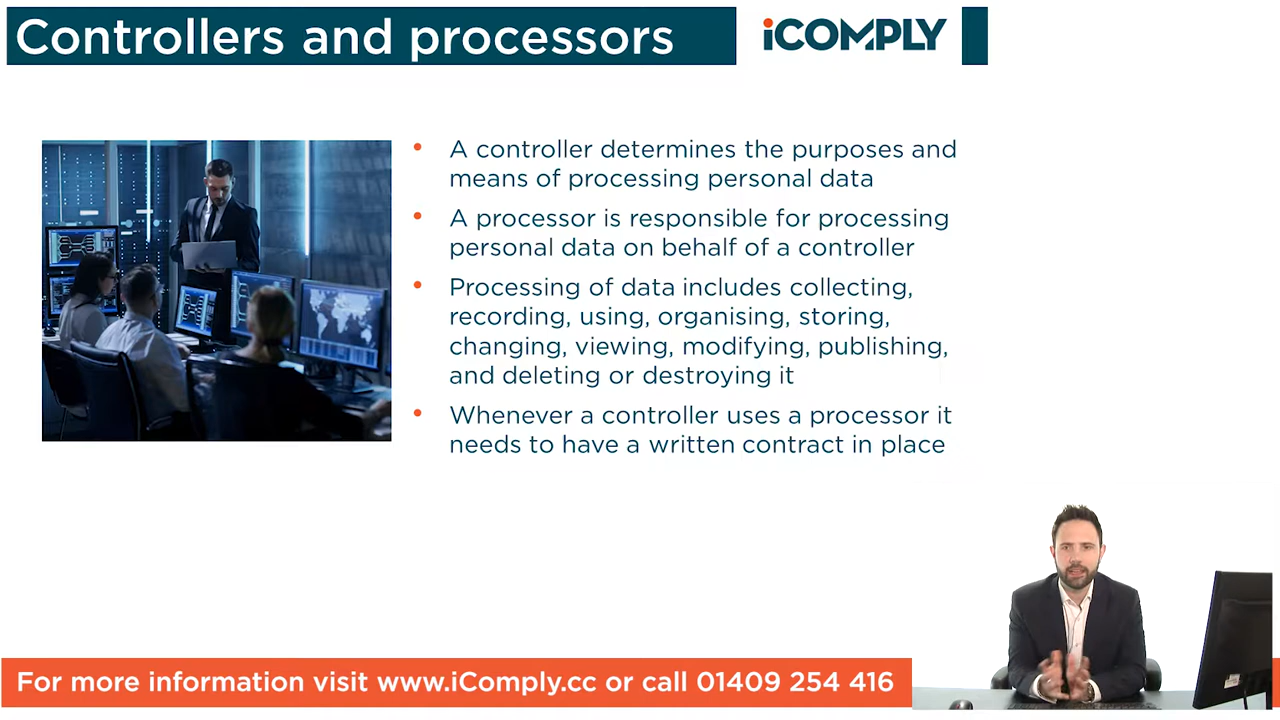 Controllers and processors
iCOMPLY
• A controller determines the purposes and
means of processing personal data
• A processor is responsible for processing
personal data on behalf of a controller
• Processing of data includes collecting,
recording, using, organising, storing,
changing, viewing, modifying, publishing,
and deleting or destroying it
• Whenever a controller uses a processor it
needs to have a written contract in place
For more information visit www.iComply.cc or call 01409 254 416